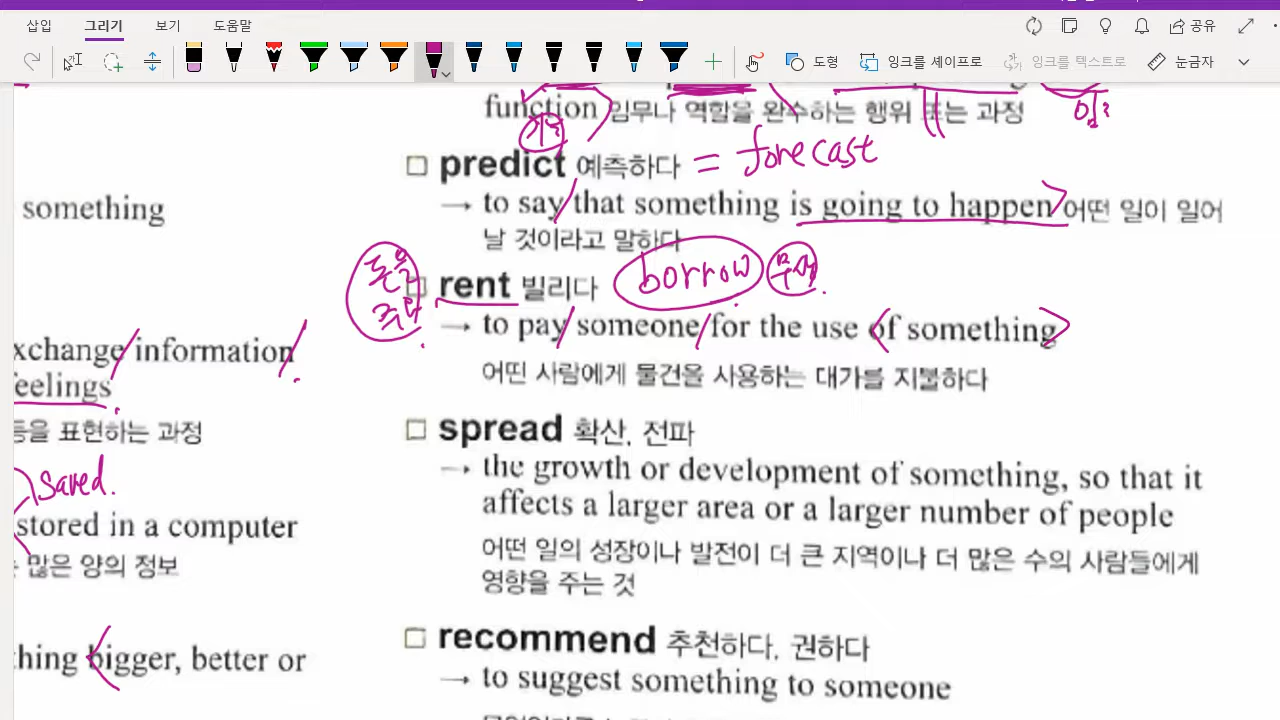 삽입 그리기 보기 도움말 공유
도형 잉크를 셰이프로 잉크를 텍스트로 눈금자
function 임무나 역할을 완수하는 행위 또는 과정
predict 예측하다 = forecast
→ to say that something is going to happen 어떤 일이 일어
날 것이라고 말하다
something
돈을
rent 빌리다 borrow 무료
→ to pay someone for the use of something
어떤 사람에게 물건을 사용하는 대가를 지불하다
xchange information
feelings
등을 표현하는 과정
spread 확산, 전파
→ the growth or development of something, so that it
affects a larger area or a larger number of people
어떤 일의 성장이나 발전이 더 큰 지역이나 더 많은 수의 사람들에게
영향을 주는 것
saved.
stored in a computer
는 많은 양의 정보
recommend 추천하다, 권하다
→ to suggest something to someone
thing bigger, better or